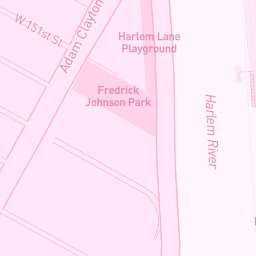 W 151st St
Adam Clayton
Harlem Lane
Playground
Fredrick
Johnson Park
Harlem River